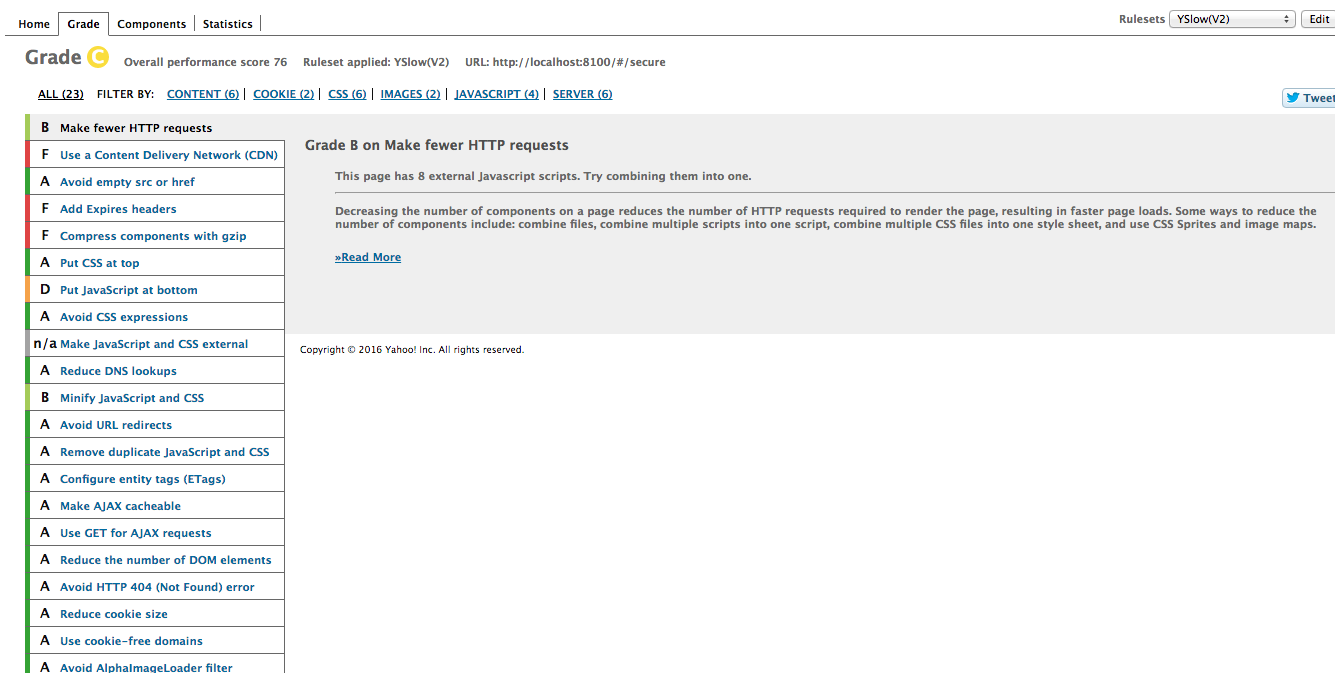 Home Grade Components Statistics Rulesets YSlow(V2) Edit
Grade C Overall performance score 76 Ruleset applied: YSlow(V2) URL: http://localhost:8100/#/secure
ALL (23) FILTER BY: CONTENT (6) COOKIE (2) CSS (6) IMAGES (2) JAVASCRIPT (4) SERVER (6)
Tweet
B Make fewer HTTP requests
F Use a Content Delivery Network (CDN)
A Avoid empty src or href
F Add Expires headers
F Compress components with gzip
A Put CSS at top
D Put JavaScript at bottom
A Avoid CSS expressions
n/a Make JavaScript and CSS external
A Reduce DNS lookups
B Minify JavaScript and CSS
A Avoid URL redirects
A Remove duplicate JavaScript and CSS
A Configure entity tags (ETags)
A Make AJAX cacheable
A Use GET for AJAX requests
A Reduce the number of DOM elements
A Avoid HTTP 404 (Not Found) error
A Reduce cookie size
A Use cookie-free domains
A Avoid AlphaImageLoader filter
Grade B on Make fewer HTTP requests
This page has 8 external Javascript scripts. Try combining them into one.
Decreasing the number of components on a page reduces the number of HTTP requests required to render the page, resulting in faster page loads. Some ways to reduce the
number of components include: combine files, combine multiple scripts into one script, combine multiple CSS files into one style sheet, and use CSS Sprites and image maps.
»Read More
Copyright © 2016 Yahoo! Inc. All rights reserved.